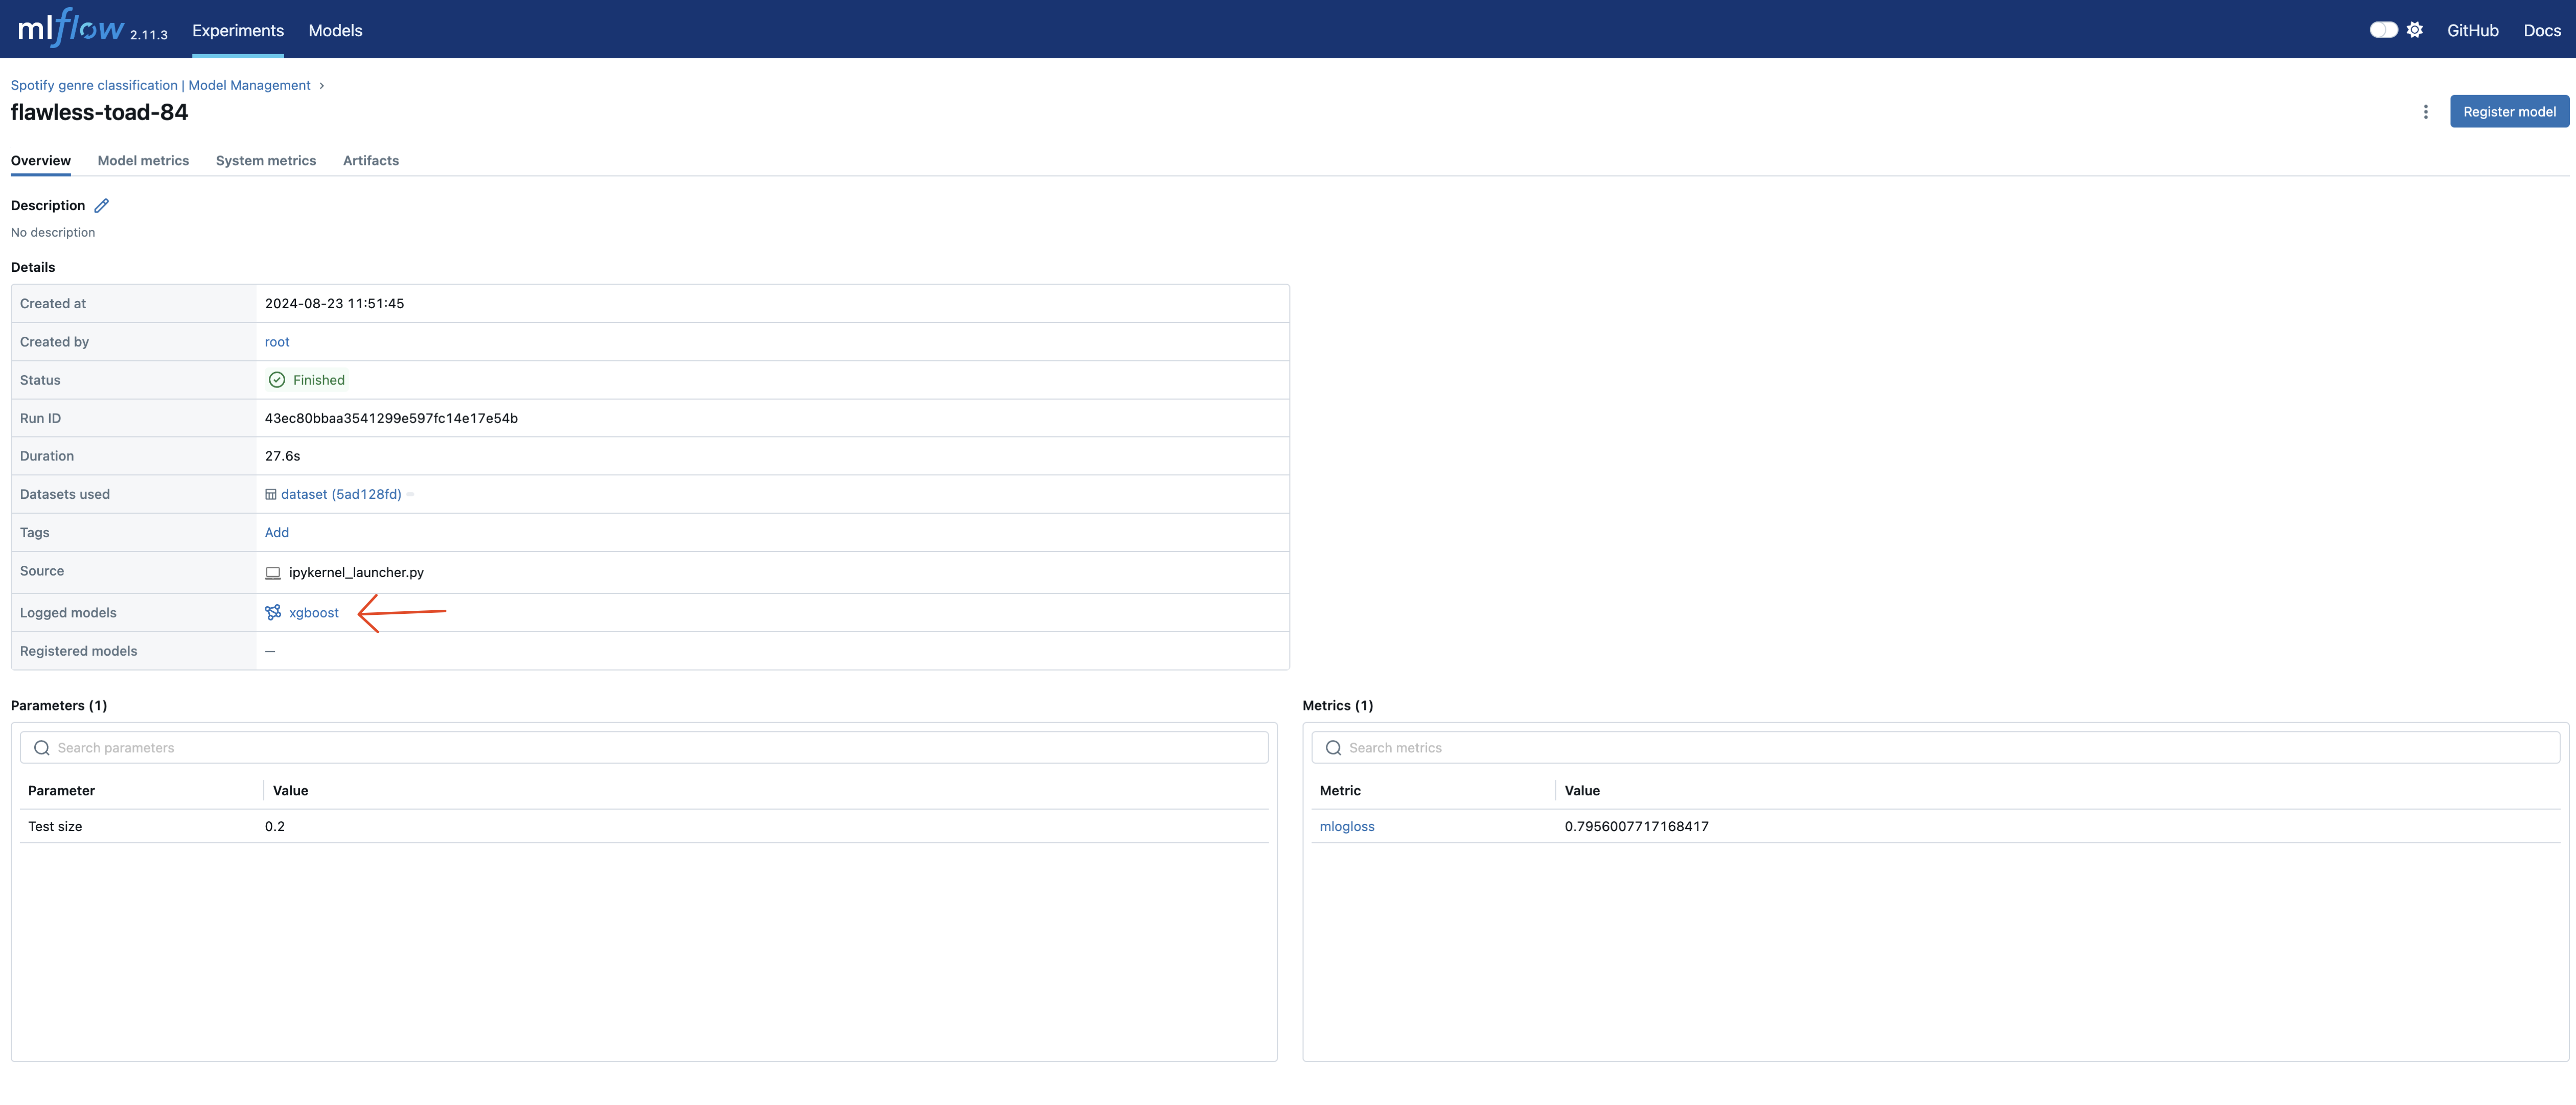 mlflow 2.11.3 Experiments Models GitHub Docs
Spotify genre classification | Model Management ›
flawless-toad-84
Register model
Overview Model metrics System metrics Artifacts
Description
No description
Details
Created at 2024-08-23 11:51:45
Created by root
Status Finished
Run ID 43ec80bbaa3541299e597fc14e17e54b
Duration 27.6s
Datasets used dataset (5ad128fd)
Tags Add
Source ipykernel_launcher.py
Logged models xgboost
Registered models —
Parameters (1)
Search parameters
Parameter Value
Test size 0.2
Metrics (1)
Search metrics
Metric Value
mlogloss 0.7956007717168417